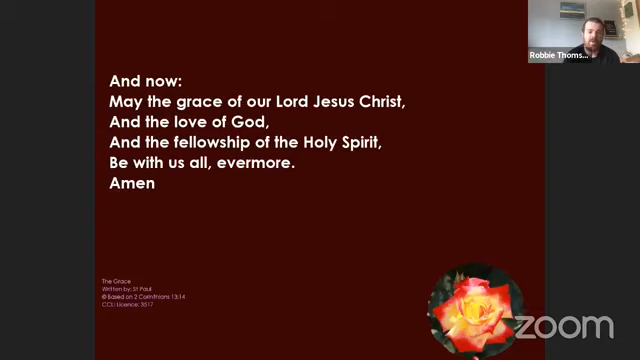 And now:
May the grace of our Lord Jesus Christ,
And the love of God,
And the fellowship of the Holy Spirit,
Be with us all, evermore.
Amen
The Grace
Written by: St Paul
© Based on 2 Corinthians 13:14
CCLI Licence: 3517
Robbie Thoms...
zoom